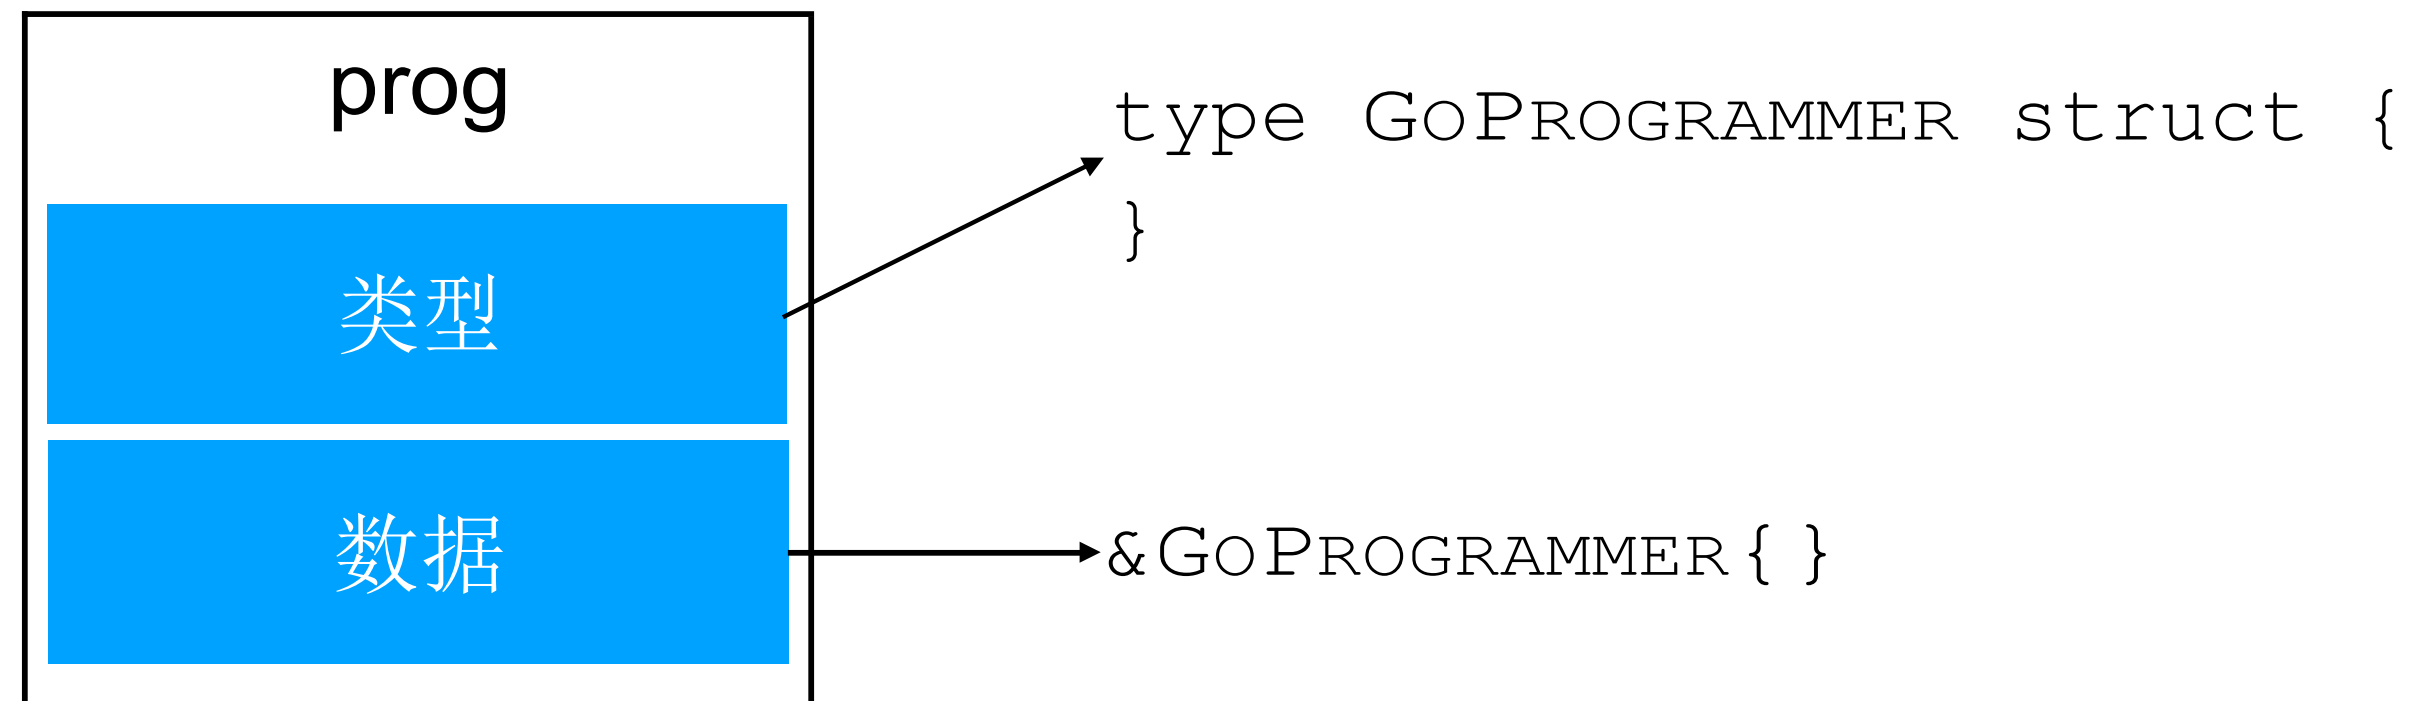 prog
type GoProgrammer struct {
}
类型
数据
&GoProgrammer{}